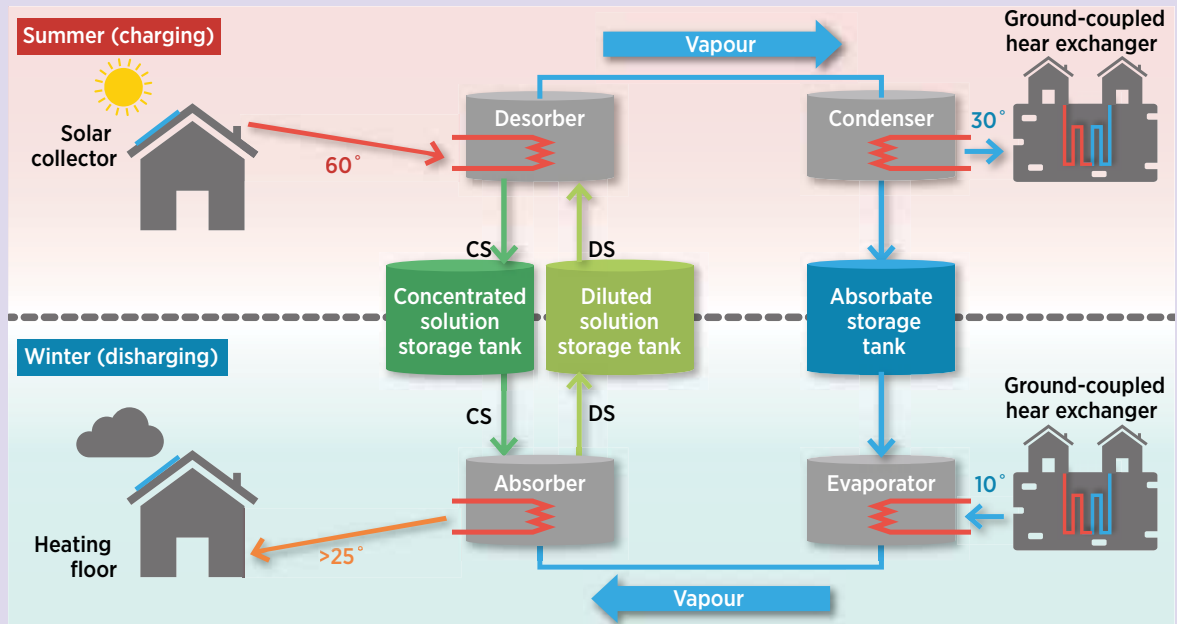 Summer (charging)
Vapour
Ground-coupled
hear exchanger
Solar
collector
60°
Desorber
Condenser
30°
CS
DS
Concentrated
solution
storage tank
Diluted
solution
storage tank
Absorbate
storage
tank
Winter (disharging)
CS
DS
Ground-coupled
hear exchanger
Absorber
Evaporator
10°
Heating
floor
>25°
Vapour